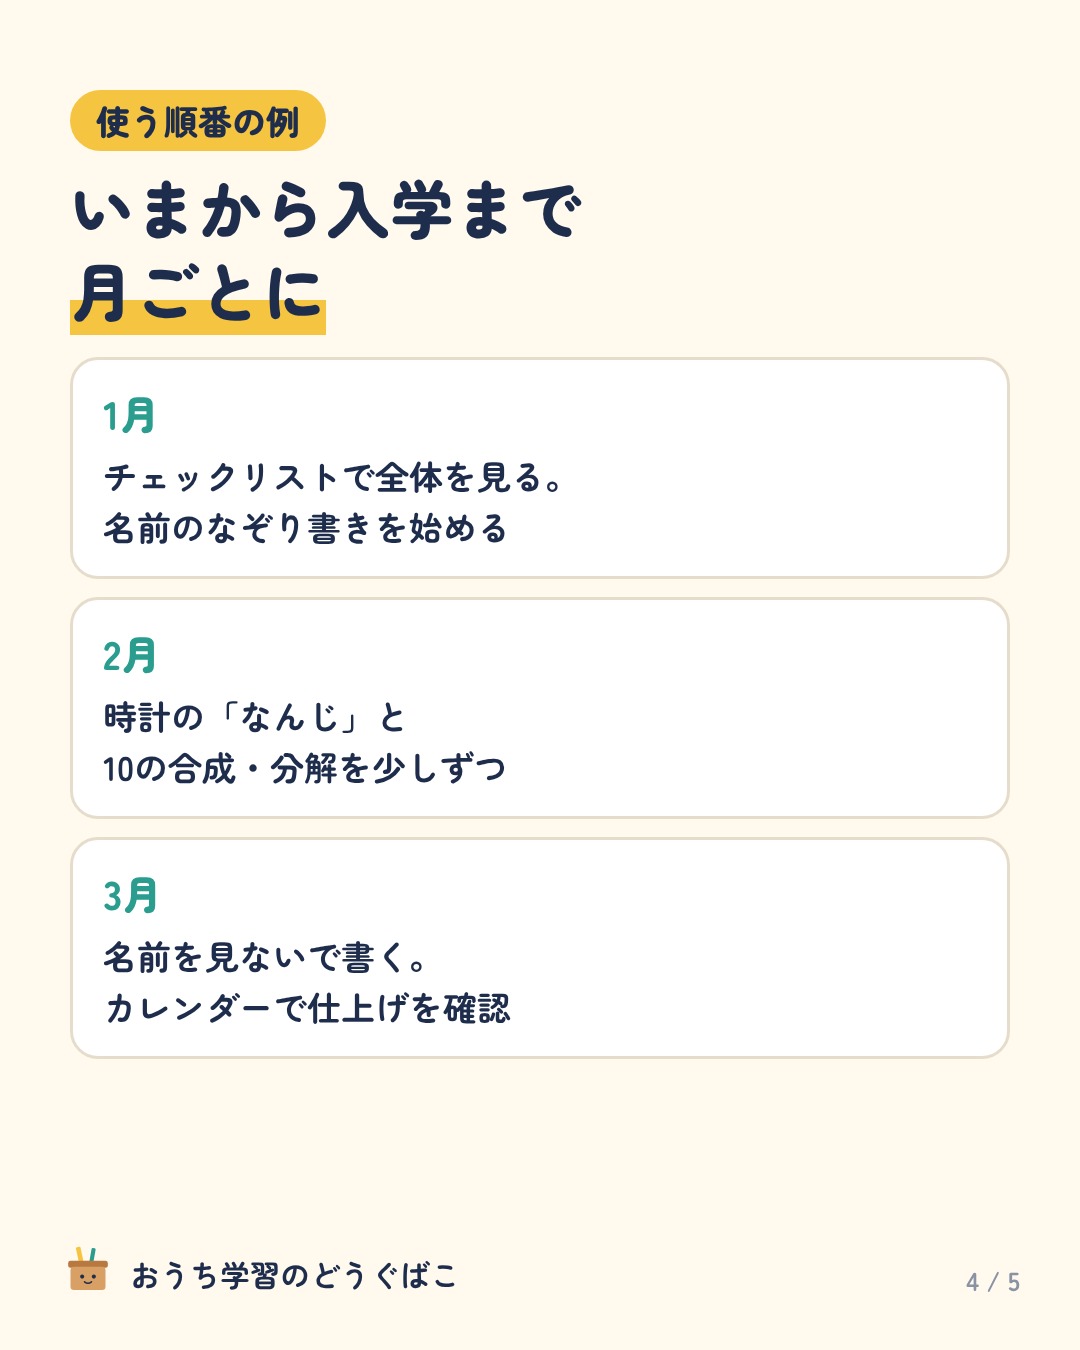 使う順番の例
いまから入学まで
月ごとに
1月
チェックリストで全体を見る。
名前のなぞり書きを始める
2月
時計の「なんじ」と
10の合成・分解を少しずつ
3月
名前を見ないで書く。
カレンダーで仕上げを確認
おうち学習のどうぐばこ
4 / 5